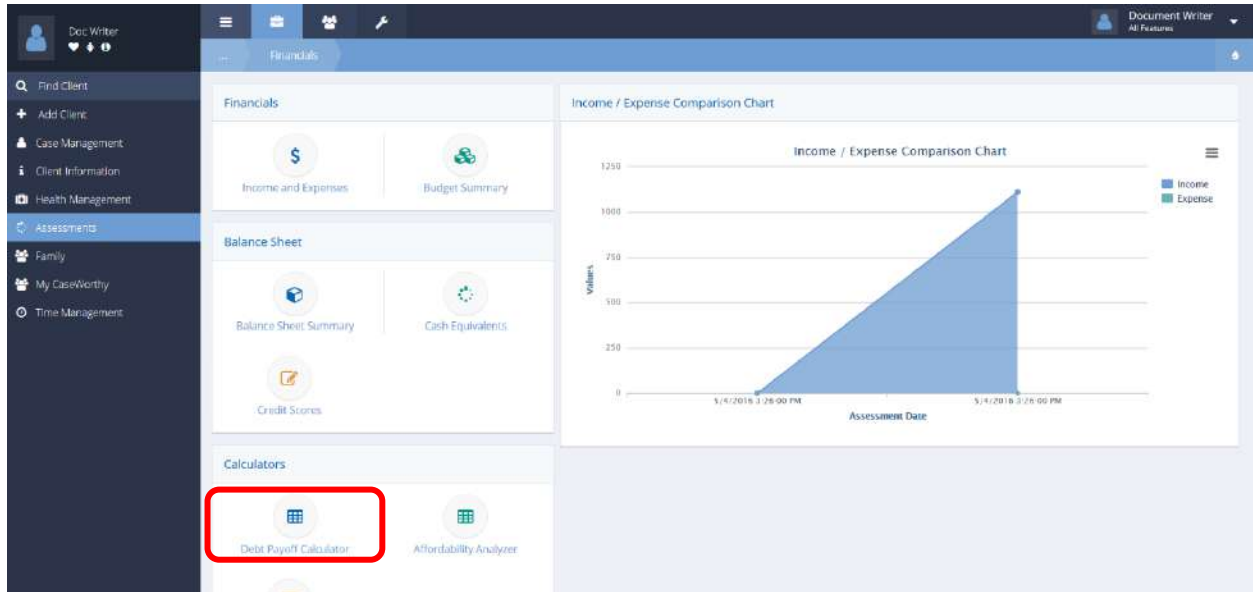 Doc Writer
Document Writer
All Features
...
Financials
Find Client
Add Client
Case Management
Client Information
Health Management
Assessments
Family
My CaseWorthy
Time Management
Financials
Income and Expenses
Budget Summary
Balance Sheet
Balance Sheet Summary
Cash Equivalents
Credit Scores
Calculators
Debt Payoff Calculator
Affordability Analyzer
Income / Expense Comparison Chart
Income / Expense Comparison Chart
1250
1000
750
500
250
0
Values
5/4/2016 3:26:00 PM
5/4/2016 3:26:00 PM
Assessment Date
Income
Expense